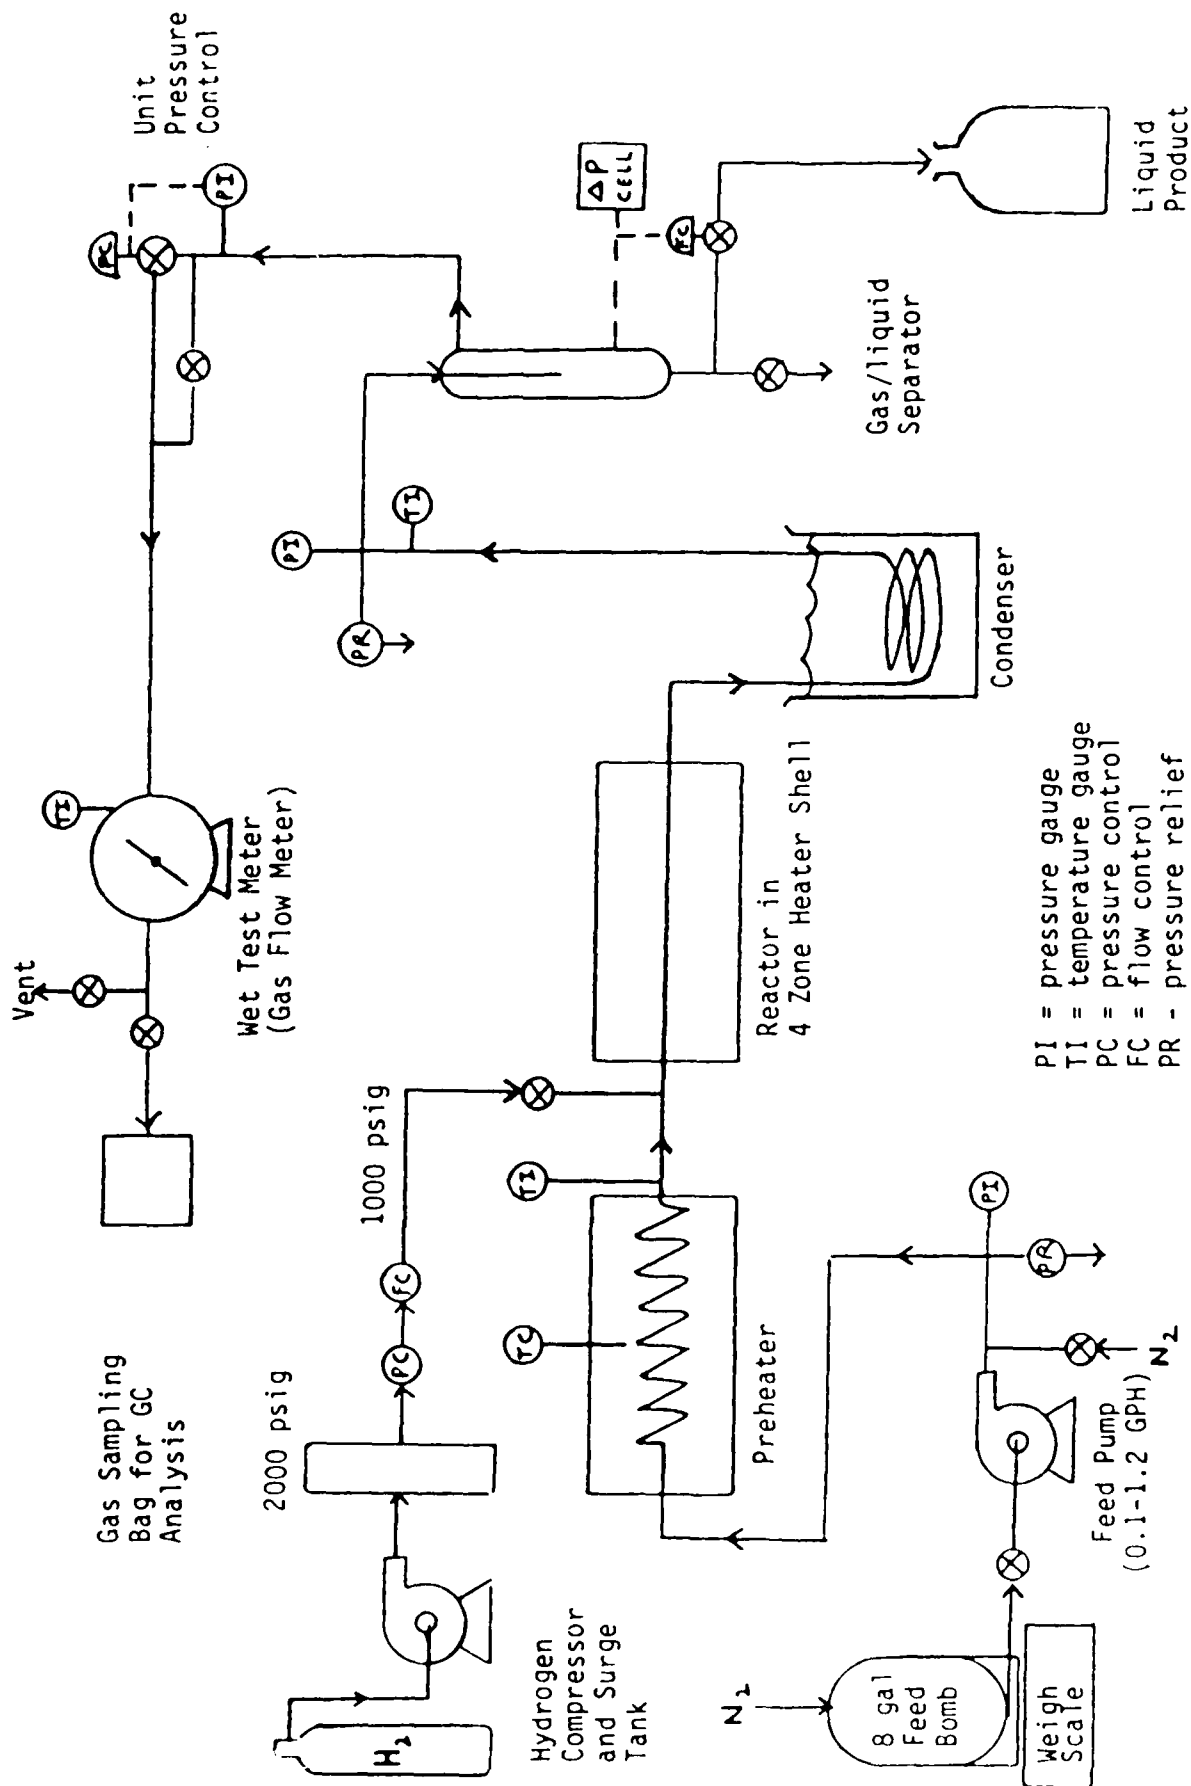 Vent
TI
Wet Test Meter
(Gas Flow Meter)
PC
PI
Unit
Pressure
Control
Gas Sampling
Bag for GC
Analysis
2000 psig
PC
FC
1000 psig
H2
Hydrogen
Compressor
and Surge
Tank
TC
TI
Preheater
Reactor in
4 Zone Heater Shell
PI
PR
TI
Condenser
ΔP
CELL
FC
Gas/liquid
Separator
Liquid
Product
N2
8 gal
Feed
Bomb
Weigh
Scale
Feed Pump
(0.1-1.2 GPH)
N2
PI
PR
PI = pressure gauge
TI = temperature gauge
PC = pressure control
FC = flow control
PR - pressure relief